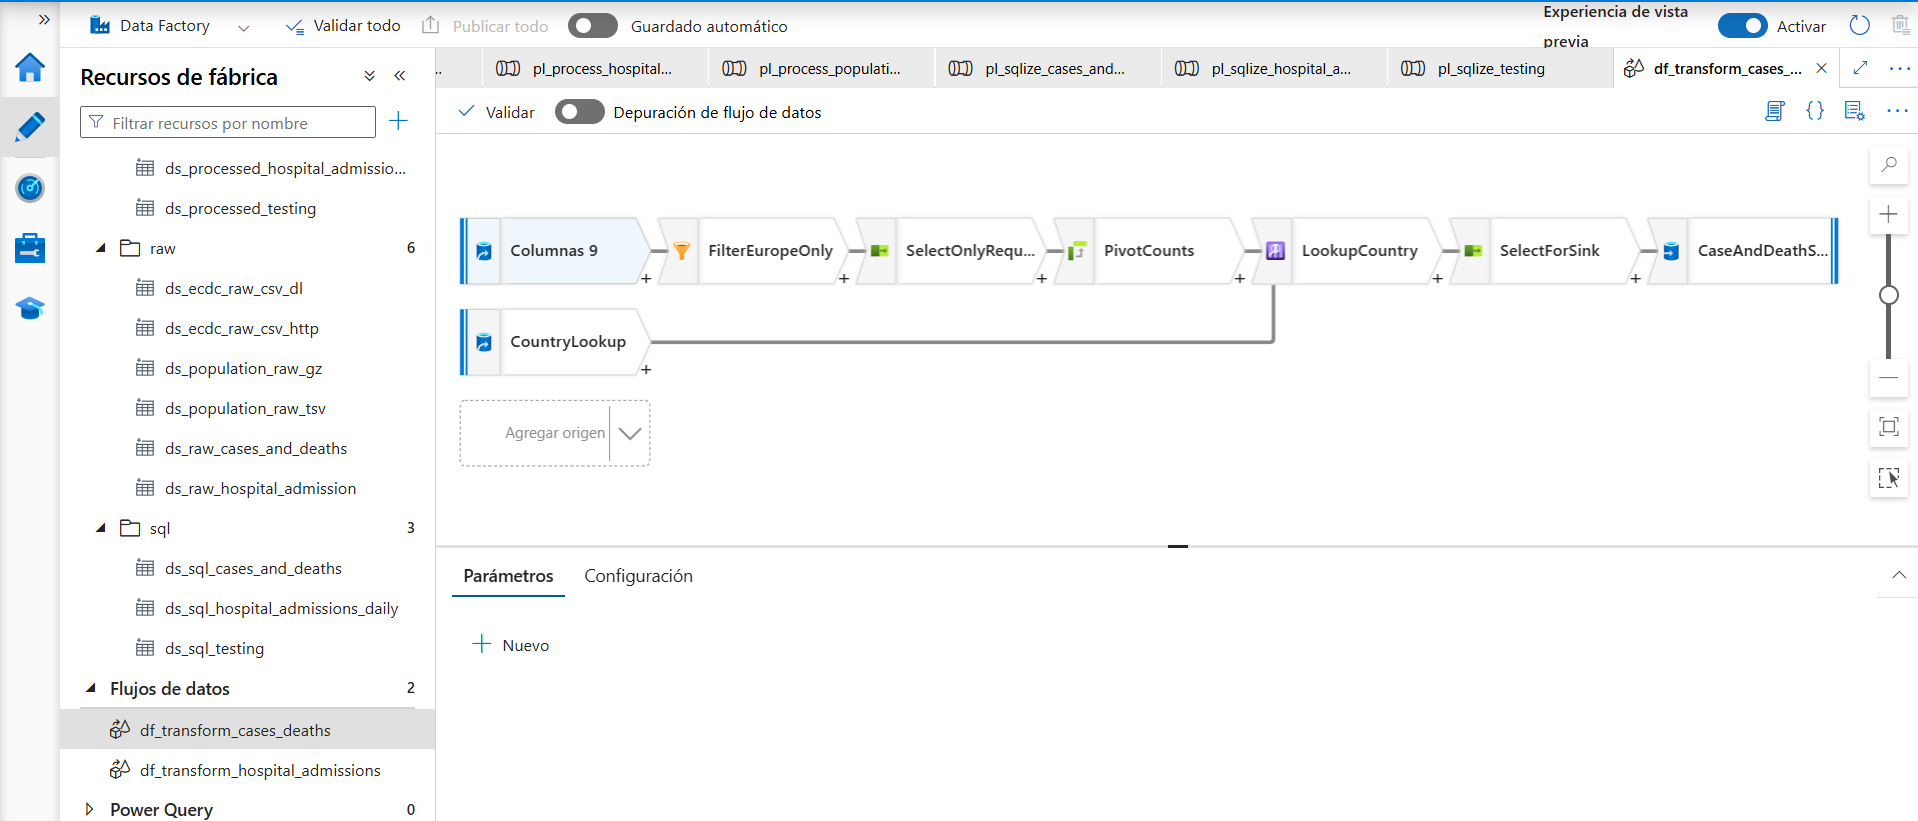 Data Factory
Validar todo
Publicar todo
Guardado automático
Experiencia de vista previa
Activar
Recursos de fábrica
Filtrar recursos por nombre
ds_processed_hospital_admissio...
ds_processed_testing
raw 6
ds_ecdc_raw_csv_dl
ds_ecdc_raw_csv_http
ds_population_raw_gz
ds_population_raw_tsv
ds_raw_cases_and_deaths
ds_raw_hospital_admission
sql 3
ds_sql_cases_and_deaths
ds_sql_hospital_admissions_daily
ds_sql_testing
Flujos de datos 2
df_transform_cases_deaths
df_transform_hospital_admissions
Power Query 0
... pl_process_hospital... pl_process_populati... pl_sqlize_cases_and... pl_sqlize_hospital_a... pl_sqlize_testing df_transform_cases_...
Validar
Depuración de flujo de datos
Columnas 9
FilterEuropeOnly
SelectOnlyRequ...
PivotCounts
LookupCountry
SelectForSink
CaseAndDeathS...
CountryLookup
Agregar origen
Parámetros
Configuración
Nuevo